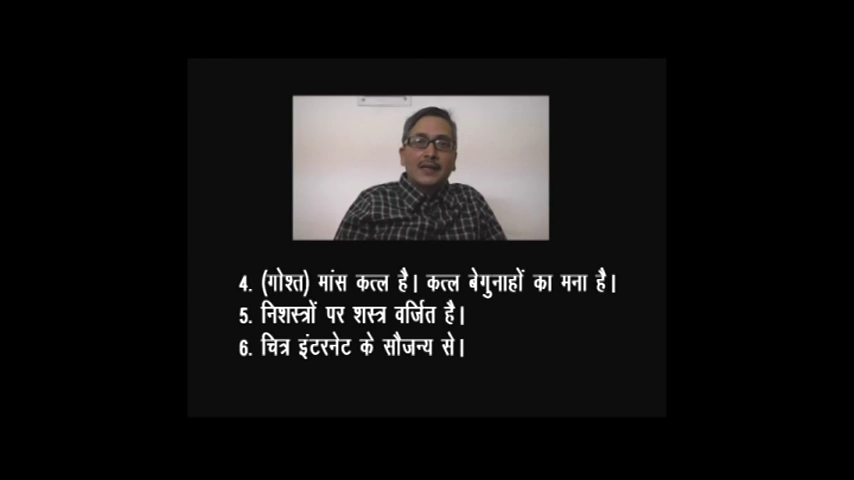 4. (गोश्त) मांस कत्ल है। कत्ल बेगुनाहों का मना है।
5. निशस्त्रों पर शस्त्र वर्जित है।
6. चित्र इंटरनेट के सौजन्य से।